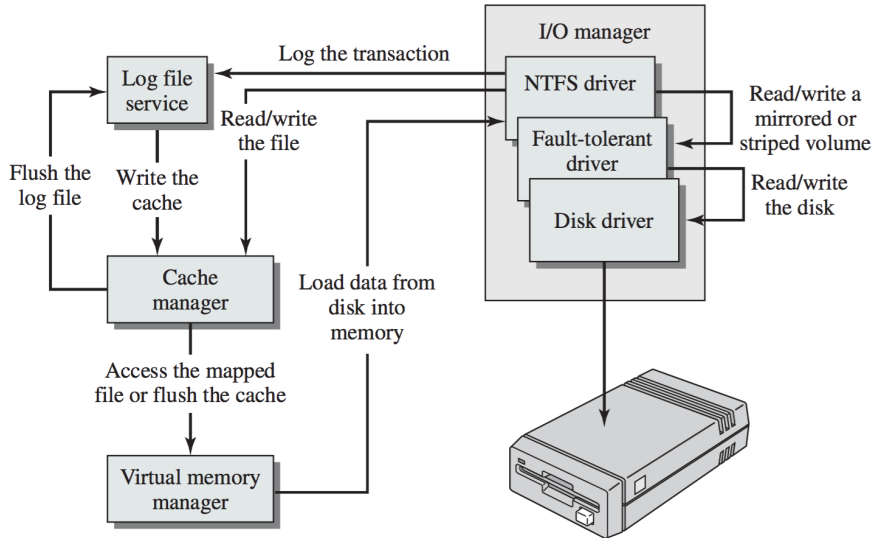 I/O manager
Log the transaction
Log file
service
NTFS driver
Read/write
the file
Read/write a
mirrored or
striped volume
Fault-tolerant
driver
Flush the
log file
Write the
cache
Read/write
the disk
Disk driver
Cache
manager
Load data from
disk into
memory
Access the mapped
file or flush the cache
Virtual memory
manager